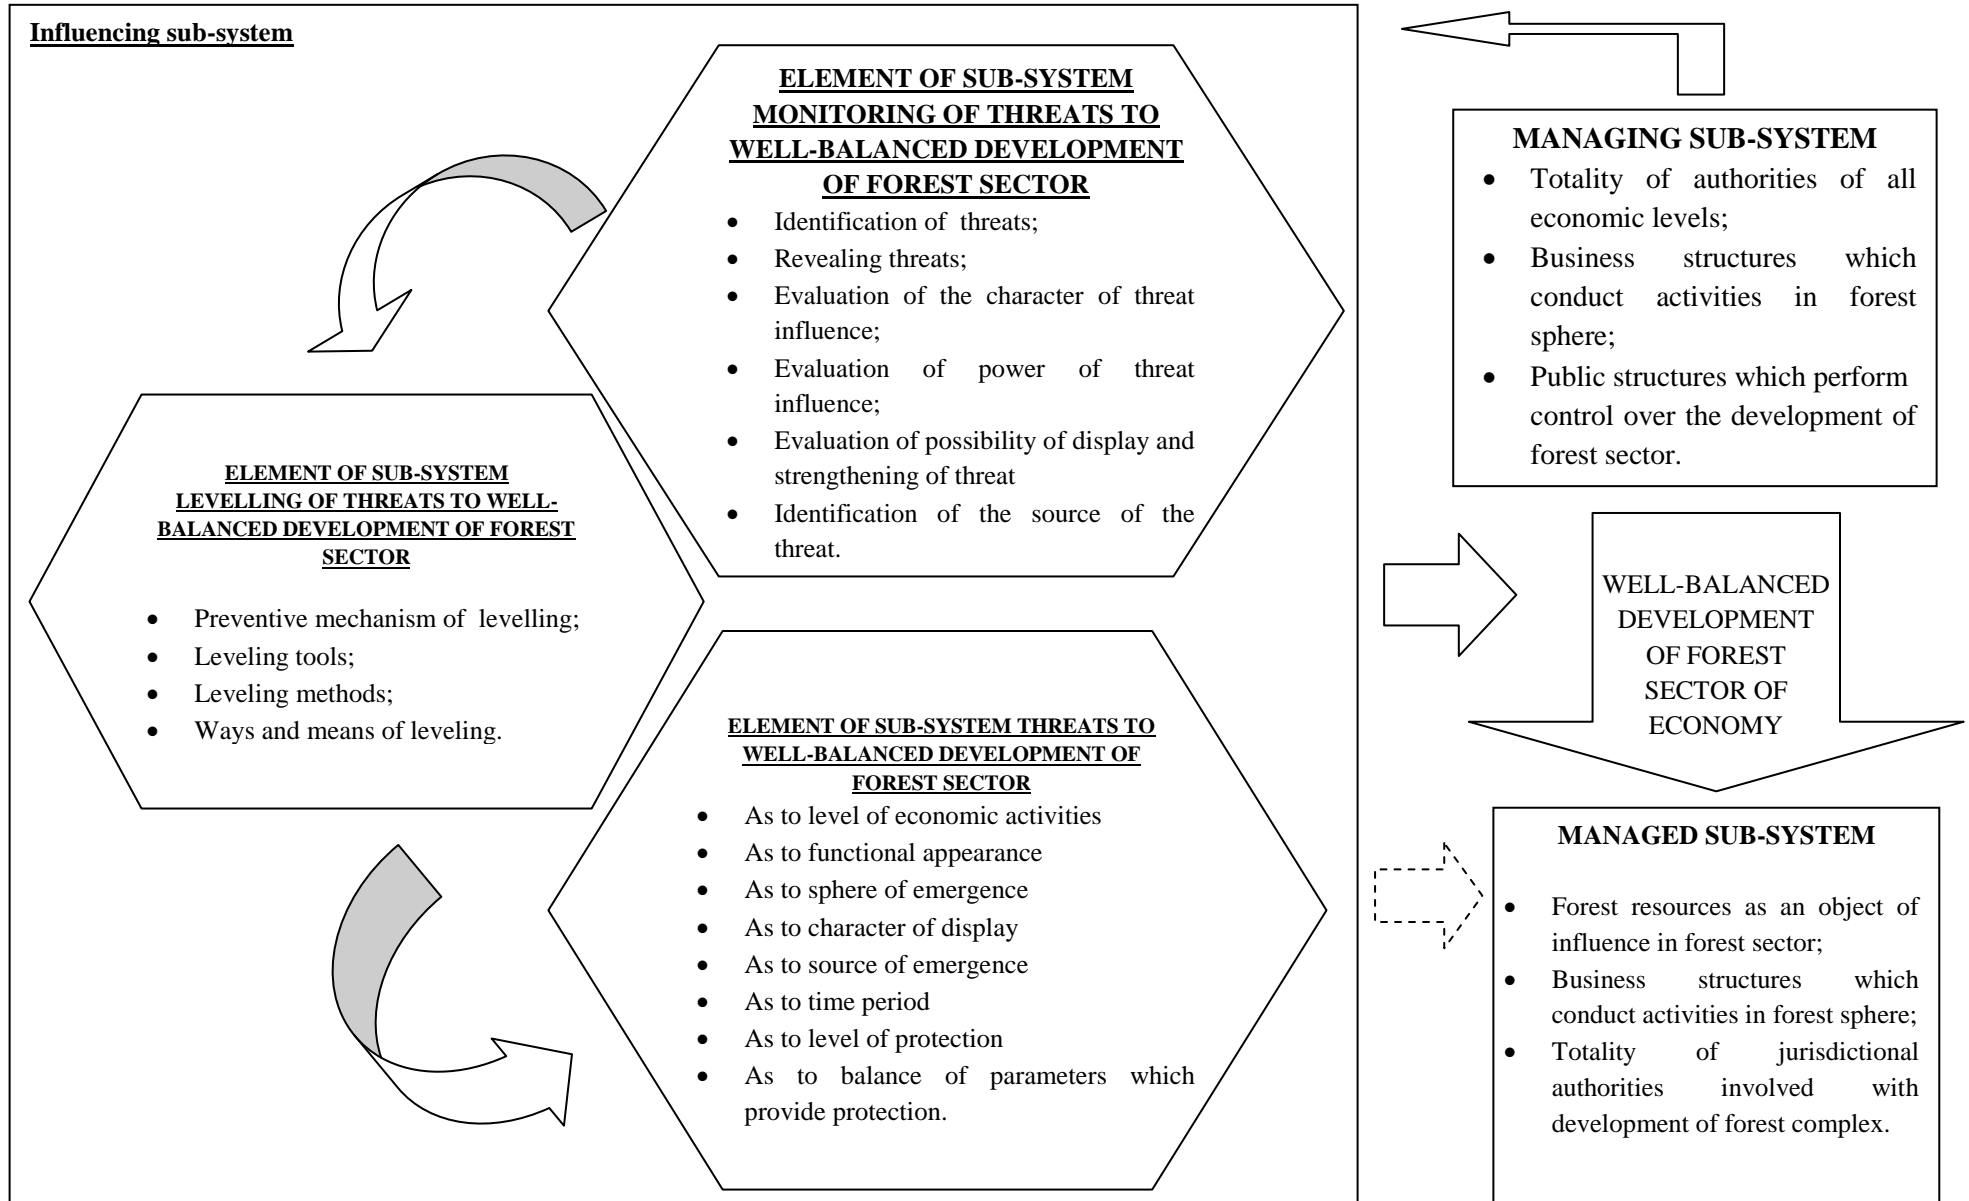 Influencing sub-system
ELEMENT OF SUB-SYSTEM
MONITORING OF THREATS TO
WELL-BALANCED DEVELOPMENT
OF FOREST SECTOR
• Identification of threats;
• Revealing threats;
• Evaluation of the character of threat
influence;
• Evaluation of power of threat
influence;
• Evaluation of possibility of display and
strengthening of threat
• Identification of the source of the
threat.
ELEMENT OF SUB-SYSTEM
LEVELLING OF THREATS TO WELL-
BALANCED DEVELOPMENT OF FOREST
SECTOR
• Preventive mechanism of levelling;
• Leveling tools;
• Leveling methods;
• Ways and means of leveling.
ELEMENT OF SUB-SYSTEM THREATS TO
WELL-BALANCED DEVELOPMENT OF
FOREST SECTOR
• As to level of economic activities
• As to functional appearance
• As to sphere of emergence
• As to character of display
• As to source of emergence
• As to time period
• As to level of protection
• As to balance of parameters which
provide protection.
MANAGING SUB-SYSTEM
• Totality of authorities of all
economic levels;
• Business structures which
conduct activities in forest
sphere;
• Public structures which perform
control over the development of
forest sector.
WELL-BALANCED
DEVELOPMENT
OF FOREST
SECTOR OF
ECONOMY
MANAGED SUB-SYSTEM
• Forest resources as an object of
influence in forest sector;
• Business structures which
conduct activities in forest sphere;
• Totality of jurisdictional
authorities involved with
development of forest complex.